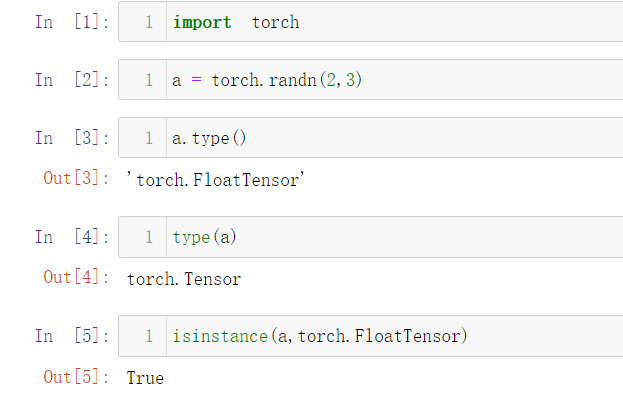 In [1]: 1 import torch
In [2]: 1 a = torch.randn(2,3)
In [3]: 1 a.type()
Out[3]: 'torch.FloatTensor'
In [4]: 1 type(a)
Out[4]: torch.Tensor
In [5]: 1 isinstance(a,torch.FloatTensor)
Out[5]: True